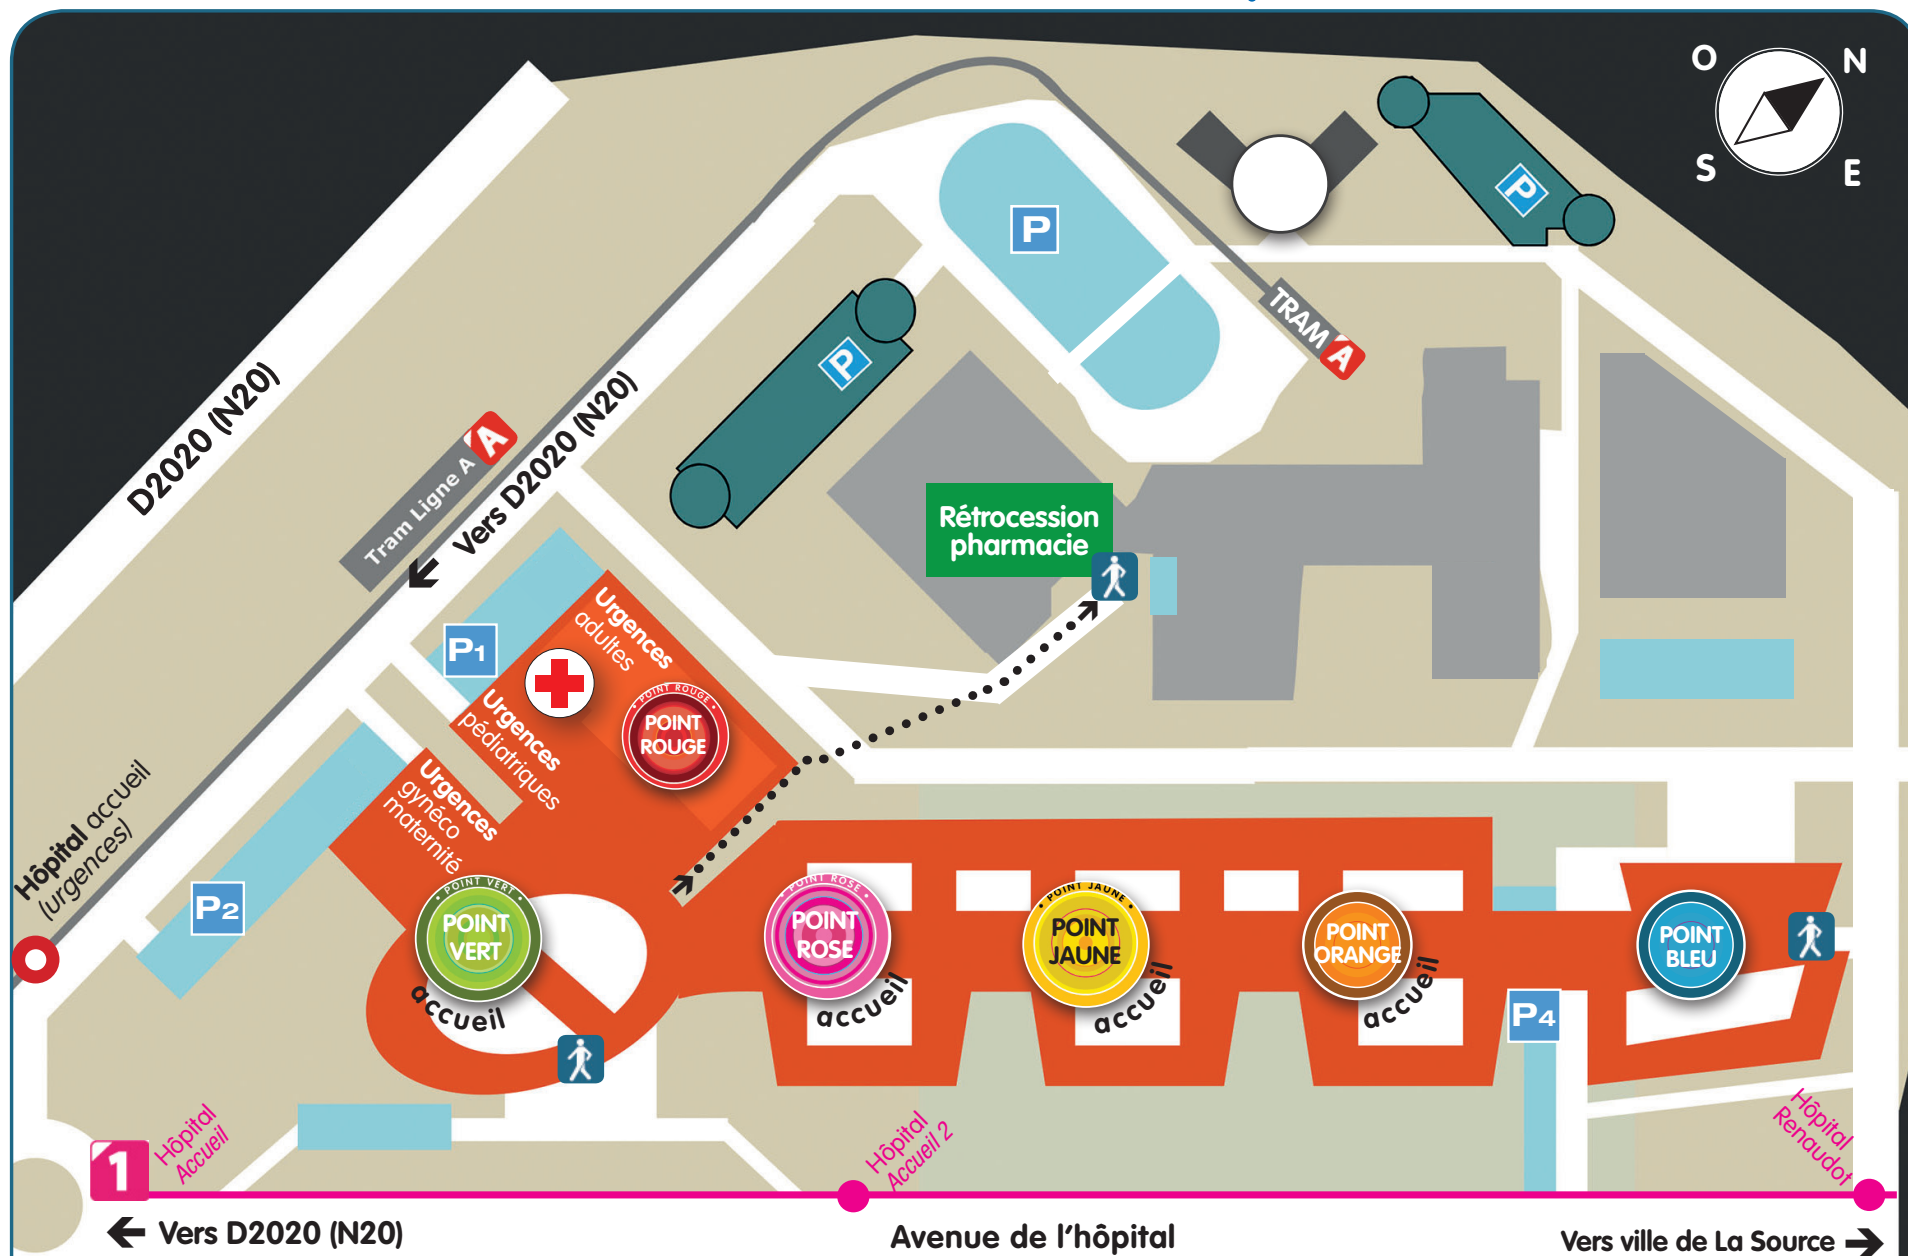 O
N
S
E
P
P
P
TRAM A
D2020 (N20)
Tram Ligne A A
Vers D2020 (N20)
Rétrocession
pharmacie
P1
Urgences
adultes
• POINT ROUGE •
POINT
ROUGE
Urgences
pédiatriques
Urgences
gynéco
maternité
Hôpital accueil
(urgences)
P2
• POINT VERT •
POINT
VERT
accueil
• POINT ROSE •
POINT
ROSE
accueil
• POINT JAUNE •
POINT
JAUNE
accueil
POINT
ORANGE
accueil
POINT
BLEU
P4
1
Hôpital
Accueil
Hôpital
Accueil 2
Hôpital
Renaudot
← Vers D2020 (N20)
Avenue de l'hôpital
Vers ville de La Source →